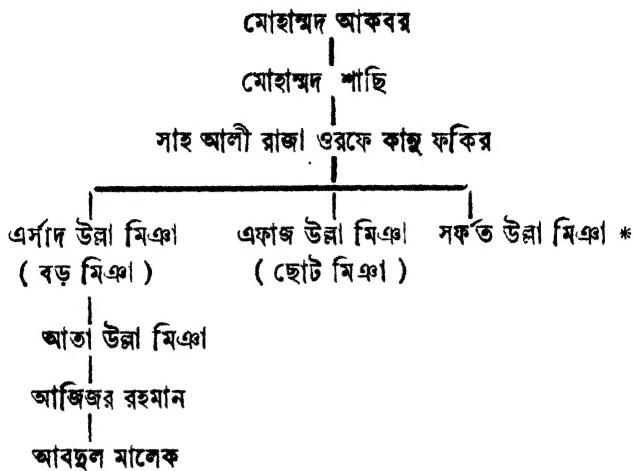 মোহাম্মদ আকবর
মোহাম্মদ শাছি
সাহ আলী রাজা ওরফে কানু ফকির
এর্সাদ উল্লা মিঞা এফাজ উল্লা মিঞা সর্ফত উল্লা মিঞা *
( বড় মিঞা ) ( ছোট মিঞা )
আতা উল্লা মিঞা
আজিজর রহমান
আবদুল মালেক